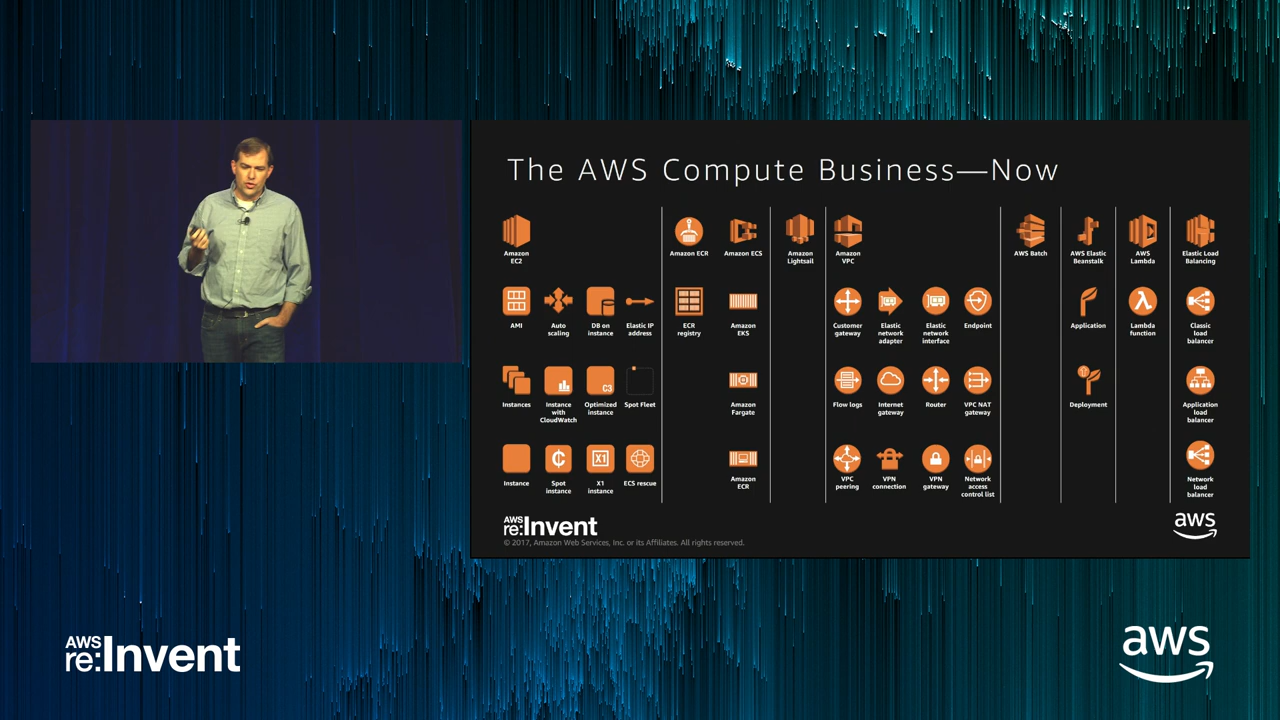 The AWS Compute Business—Now
Amazon
EC2
Amazon ECR
Amazon ECS
Amazon
Lightsail
Amazon
VPC
AWS Batch
AWS Elastic
Beanstalk
AWS
Lambda
Elastic Load
Balancing
AMI
Auto
scaling
DB on
instance
Elastic IP
address
ECR
registry
Amazon
EKS
Customer
gateway
Elastic
network
adapter
Elastic
network
interface
Endpoint
Application
λ
Lambda
function
Classic
load
balancer
Instances
Instance
with
CloudWatch
C3
Optimized
instance
Spot Fleet
Amazon
Fargate
Flow logs
Internet
gateway
Router
VPC NAT
gateway
Deployment
Application
load
balancer
Instance
¢
Spot
instance
X1
X1
instance
ECS rescue
Amazon
ECR
VPC
peering
VPN
connection
VPN
gateway
Network
access
control list
Network
load
balancer
AWS
re:Invent
aws
© 2017, Amazon Web Services, Inc. or its Affiliates. All rights reserved.
AWS
re:Invent
aws